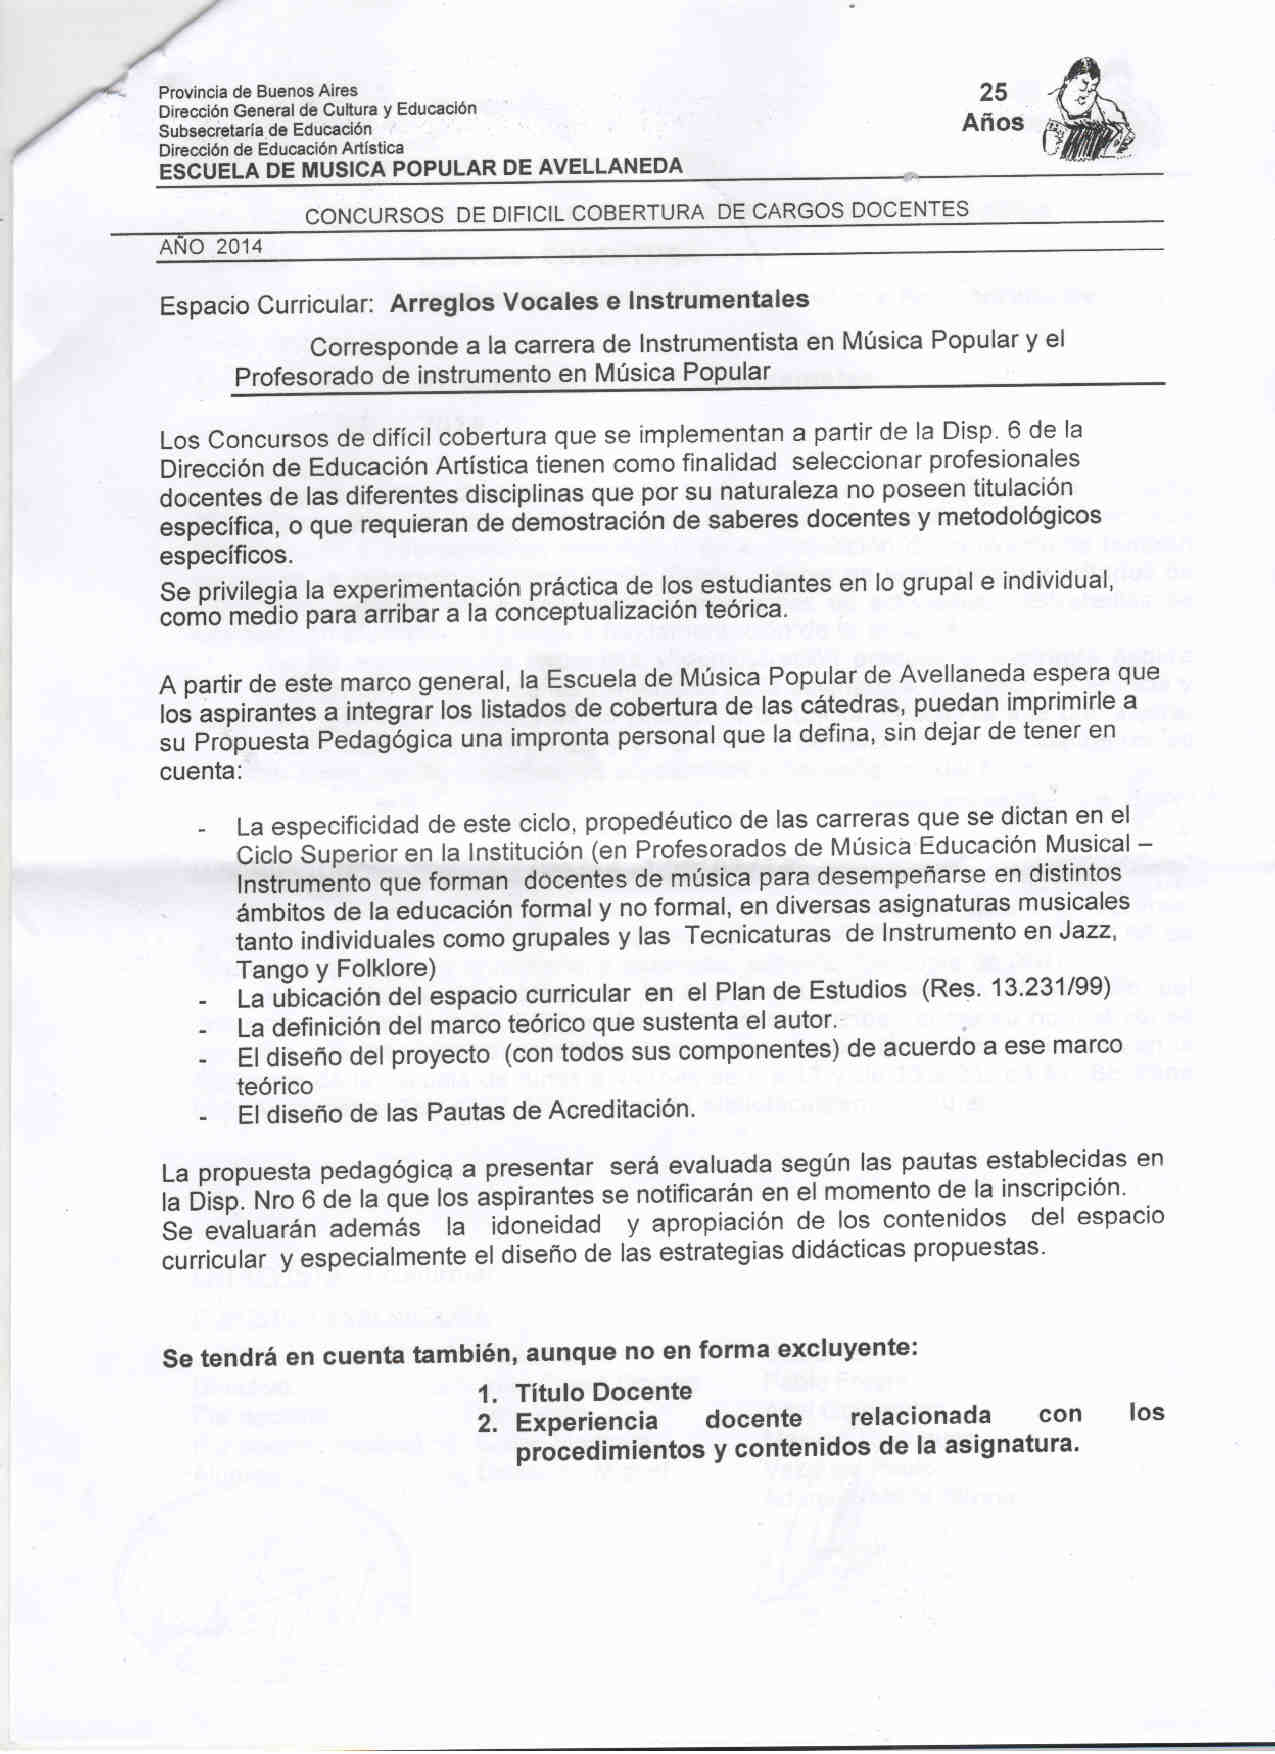 Provincia de Buenos Aires
Dirección General de Cultura y Educación
Subsecretaría de Educación
Dirección de Educación Artística
ESCUELA DE MUSICA POPULAR DE AVELLANEDA
25
Años
CONCURSOS DE DIFICIL COBERTURA DE CARGOS DOCENTES
AÑO 2014
Espacio Curricular: Arreglos Vocales e Instrumentales
Corresponde a la carrera de Instrumentista en Música Popular y el
Profesorado de instrumento en Música Popular
Los Concursos de difícil cobertura que se implementan a partir de la Disp. 6 de la
Dirección de Educación Artística tienen como finalidad seleccionar profesionales
docentes de las diferentes disciplinas que por su naturaleza no poseen titulación
específica, o que requieran de demostración de saberes docentes y metodológicos
específicos.
Se privilegia la experimentación práctica de los estudiantes en lo grupal e individual,
como medio para arribar a la conceptualización teórica.
A partir de este marco general, la Escuela de Música Popular de Avellaneda espera que
los aspirantes a integrar los listados de cobertura de las cátedras, puedan imprimirle a
su Propuesta Pedagógica una impronta personal que la defina, sin dejar de tener en
cuenta:
- La especificidad de este ciclo, propedéutico de las carreras que se dictan en el
Ciclo Superior en la Institución (en Profesorados de Música Educación Musical –
Instrumento que forman docentes de música para desempeñarse en distintos
ámbitos de la educación formal y no formal, en diversas asignaturas musicales
tanto individuales como grupales y las Tecnicaturas de Instrumento en Jazz,
Tango y Folklore)
- La ubicación del espacio curricular en el Plan de Estudios (Res. 13.231/99)
- La definición del marco teórico que sustenta el autor.
- El diseño del proyecto (con todos sus componentes) de acuerdo a ese marco
teórico
- El diseño de las Pautas de Acreditación.
La propuesta pedagógica a presentar será evaluada según las pautas establecidas en
la Disp. Nro 6 de la que los aspirantes se notificarán en el momento de la inscripción.
Se evaluarán además la idoneidad y apropiación de los contenidos del espacio
curricular y especialmente el diseño de las estrategias didácticas propuestas.
Se tendrá en cuenta también, aunque no en forma excluyente:
1. Título Docente
2. Experiencia docente relacionada con los
procedimientos y contenidos de la asignatura.